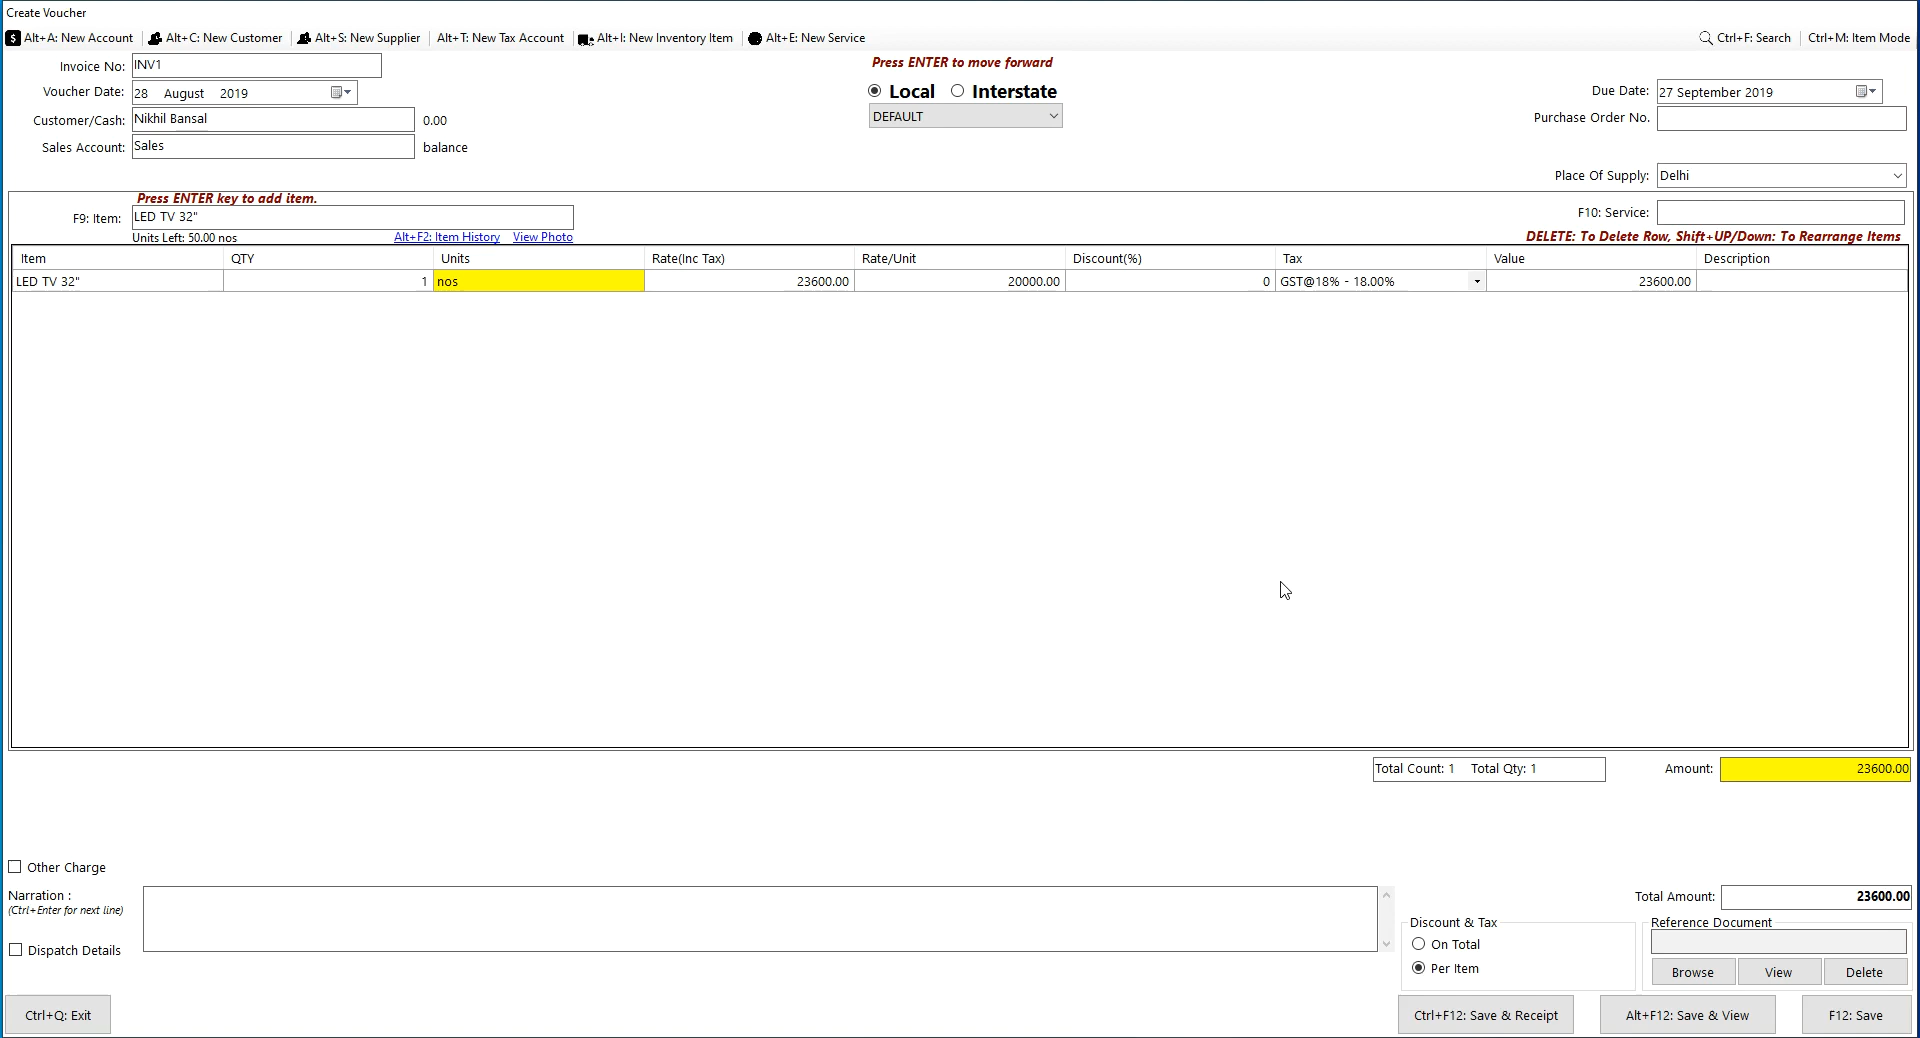 Create Voucher
Alt+A: New Account Alt+C: New Customer Alt+S: New Supplier Alt+T: New Tax Account Alt+I: New Inventory Item Alt+E: New Service Ctrl+F: Search Ctrl+M: Item Mode
Invoice No: INV1
Press ENTER to move forward
Voucher Date: 28 August 2019
Local Interstate
Due Date: 27 September 2019
Customer/Cash: Nikhil Bansal 0.00
DEFAULT
Purchase Order No.
Sales Account: Sales balance
Place Of Supply: Delhi
Press ENTER key to add item.
F9: Item: LED TV 32"
F10: Service:
Units Left: 50.00 nos Alt+F2: Item History View Photo
DELETE: To Delete Row, Shift+UP/Down: To Rearrange Items
Item QTY Units Rate(Inc Tax) Rate/Unit Discount(%) Tax Value Description
LED TV 32" 1 nos 23600.00 20000.00 0 GST@18% - 18.00% 23600.00
Total Count: 1 Total Qty: 1 Amount: 23600.00
Other Charge
Narration :
(Ctrl+Enter for next line)
Total Amount: 23600.00
Discount & Tax
On Total
Per Item
Reference Document
Browse View Delete
Dispatch Details
Ctrl+Q: Exit Ctrl+F12: Save & Receipt Alt+F12: Save & View F12: Save